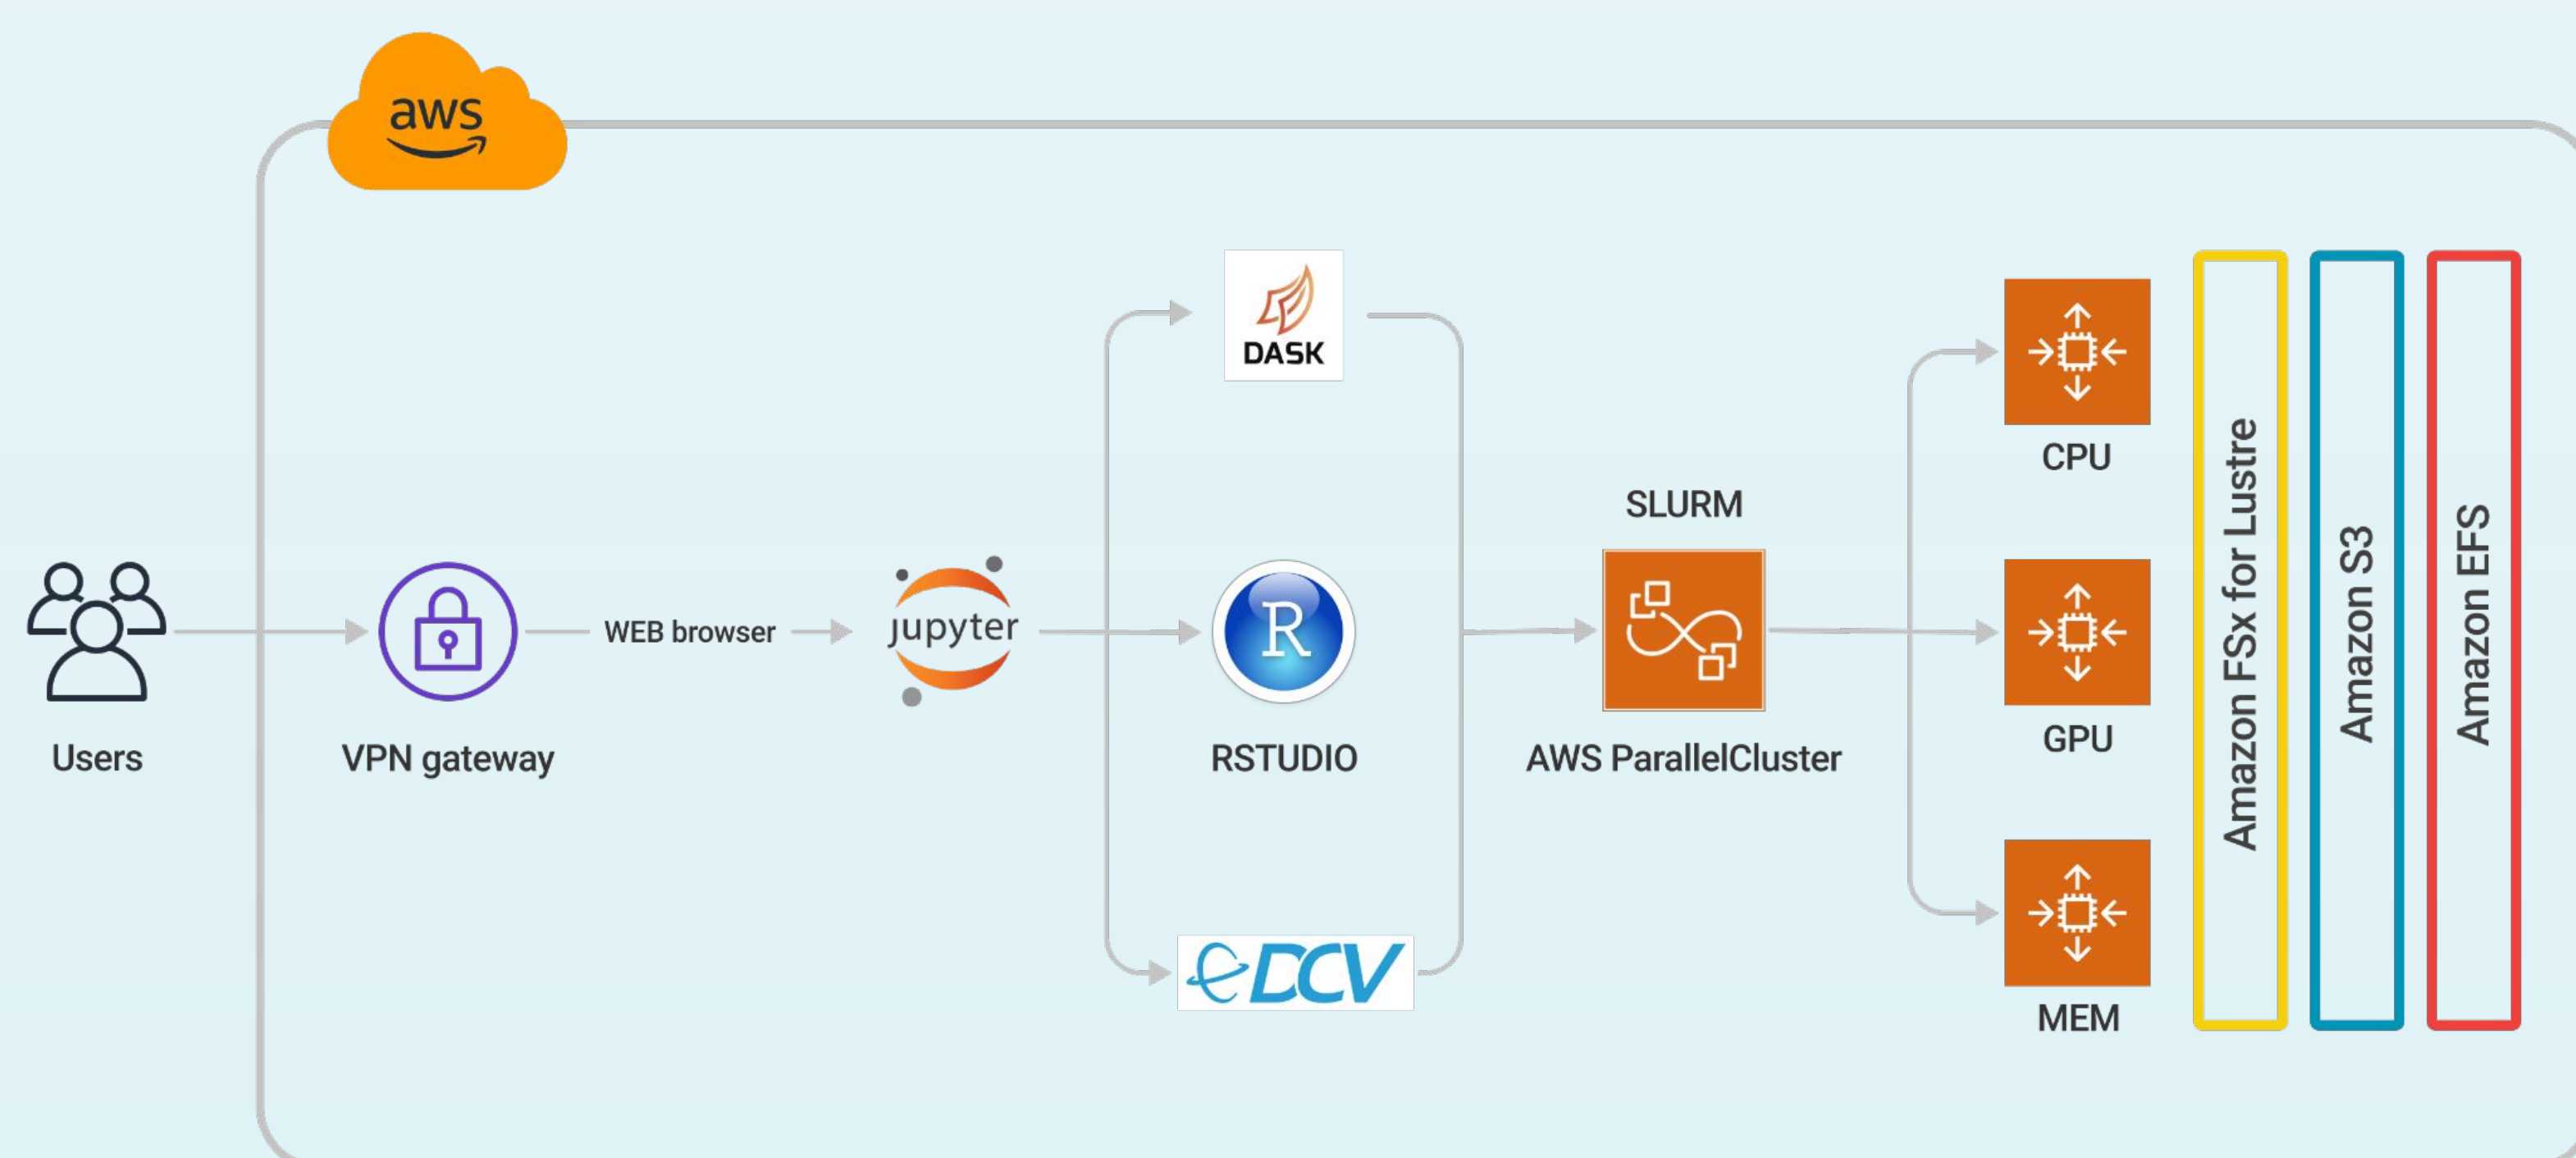 aws
DASK
CPU
SLURM
WEB browser
jupyter
R
GPU
Users
VPN gateway
RSTUDIO
AWS ParallelCluster
DCV
MEM
Amazon FSx for Lustre
Amazon S3
Amazon EFS